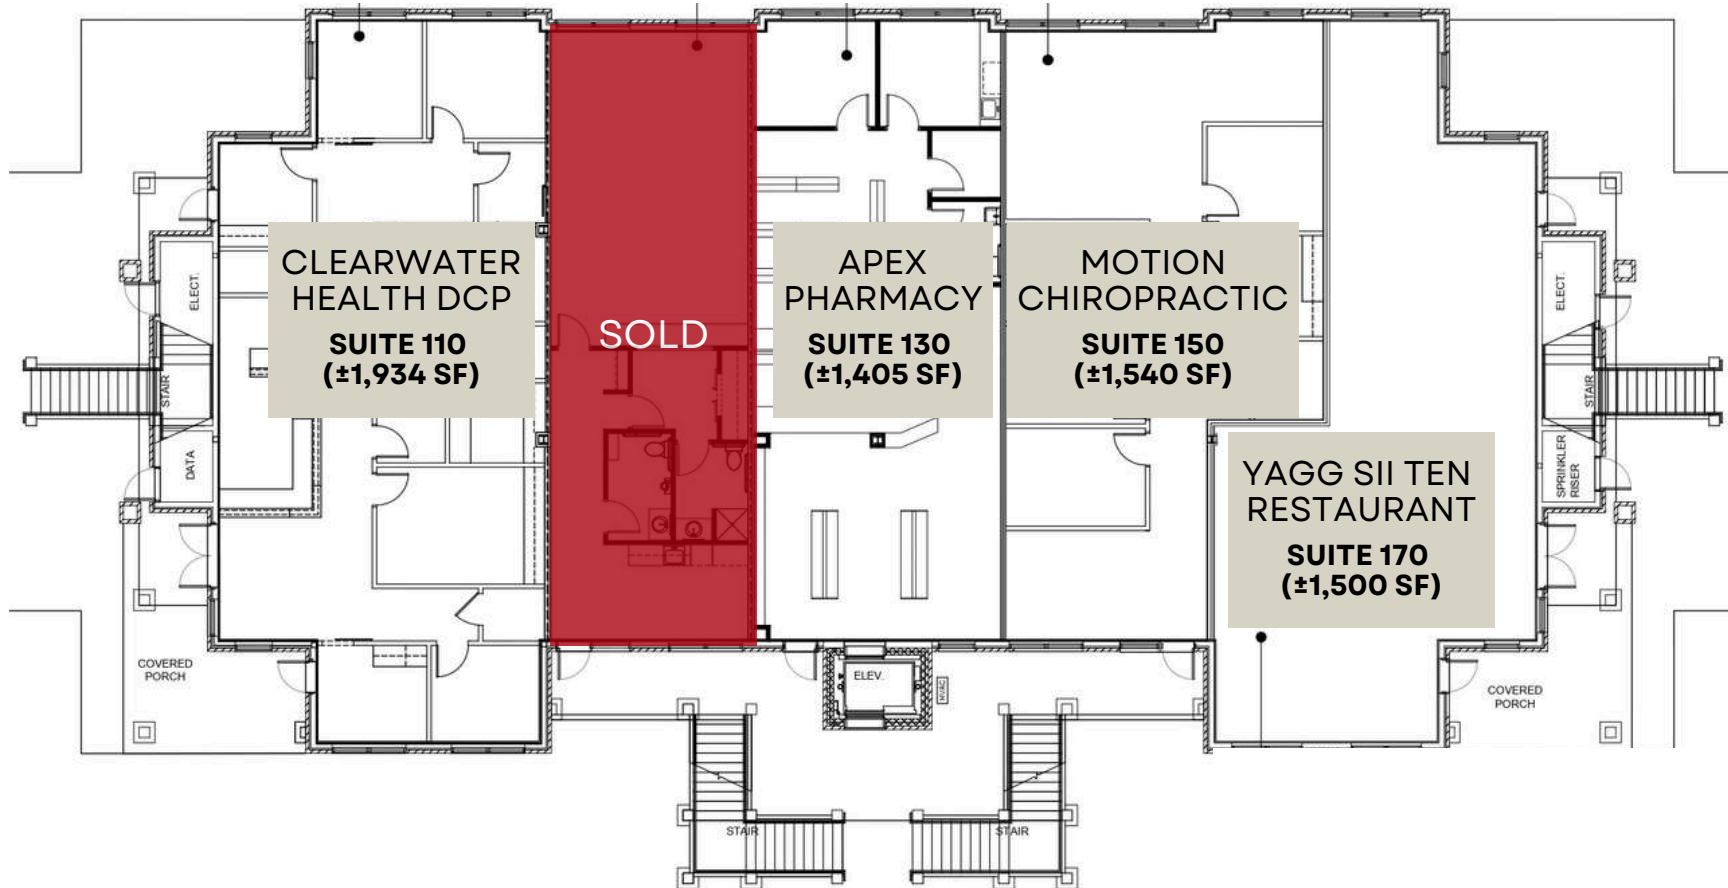 CLEARWATER
HEALTH DCP
SUITE 110
(±1,934 SF)
SOLD
APEX
PHARMACY
SUITE 130
(±1,405 SF)
MOTION
CHIROPRACTIC
SUITE 150
(±1,540 SF)
YAGG SII TEN
RESTAURANT
SUITE 170
(±1,500 SF)
ELECT.
STAIR
DATA
COVERED
PORCH
ELEV.
HVAC
STAIR
STAIR
ELECT.
STAIR
SPRINKLER
RISER
COVERED
PORCH